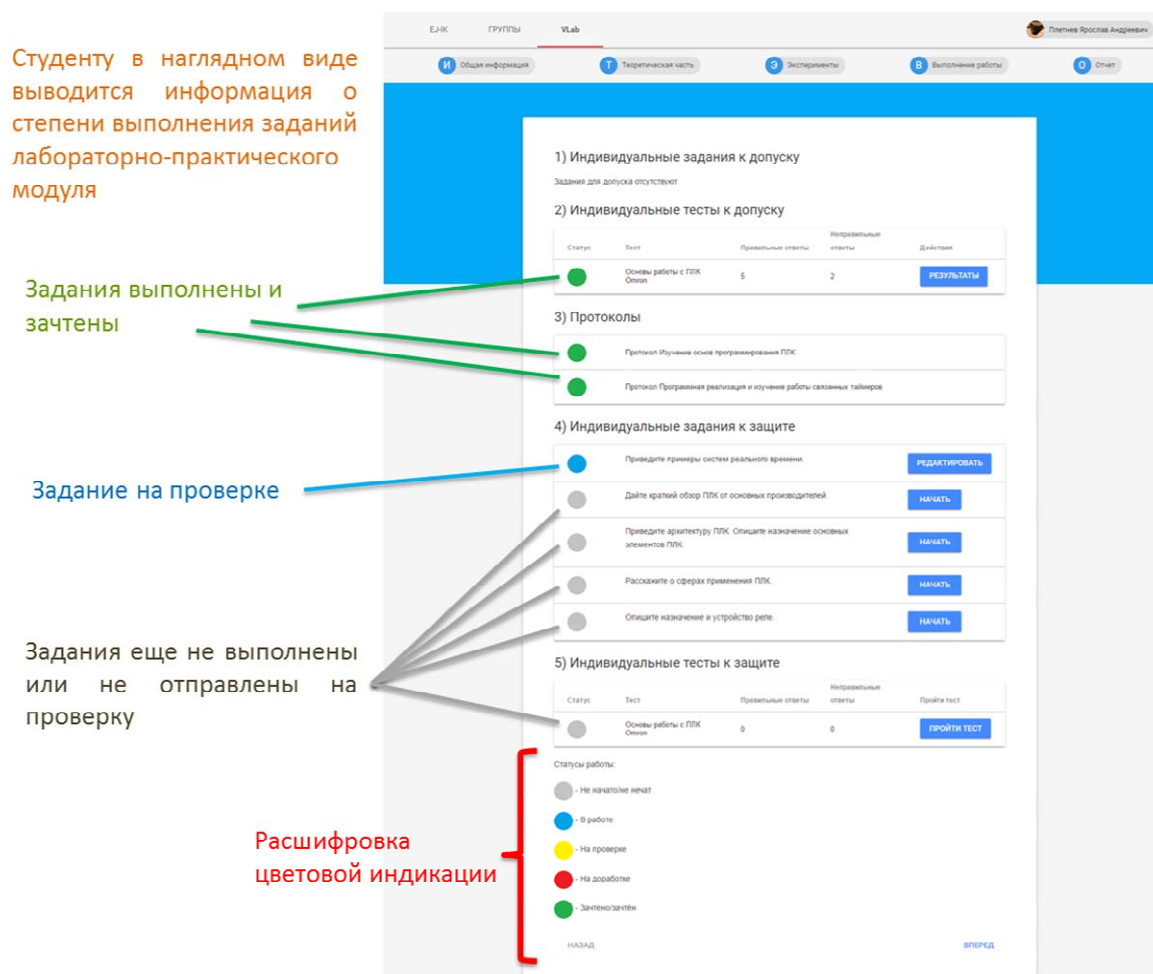 ЕЈ-IK ГРУППЫ VLab Плетнев Ярослав Андреевич
И Общая информация Т Теоретическая часть Э Эксперименты В Выполнение работы О Отчет
Студенту в наглядном виде
выводится информация о
степени выполнения заданий
лабораторно-практического
модуля
Задания выполнены и
зачтены
Задание на проверке
Задания еще не выполнены
или не отправлены на
проверку
Расшифровка
цветовой индикации
1) Индивидуальные задания к допуску
Задания для допуска отсутствуют
2) Индивидуальные тесты к допуску
Статус Тест Правильные ответы Неправильные ответы Действия
Основы работы с ПЛК
Omron 5 2 РЕЗУЛЬТАТЫ
3) Протоколы
Протокол Изучение основ программирования ПЛК
Протокол Программная реализация и изучение работы связанных таймеров
4) Индивидуальные задания к защите
Приведите примеры систем реального времени. РЕДАКТИРОВАТЬ
Дайте краткий обзор ПЛК от основных производителей. НАЧАТЬ
Приведите архитектуру ПЛК. Опишите назначение основных
элементов ПЛК. НАЧАТЬ
Расскажите о сферах применения ПЛК. НАЧАТЬ
Опишите назначение и устройство реле. НАЧАТЬ
5) Индивидуальные тесты к защите
Статус Тест Правильные ответы Неправильные ответы Пройти тест
Основы работы с ПЛК
Omron 0 0 ПРОЙТИ ТЕСТ
Статусы работы:
- Не начато/не начат
- В работе
- На проверке
- На доработке
- Зачтено/зачтён
НАЗАД ВПЕРЕД